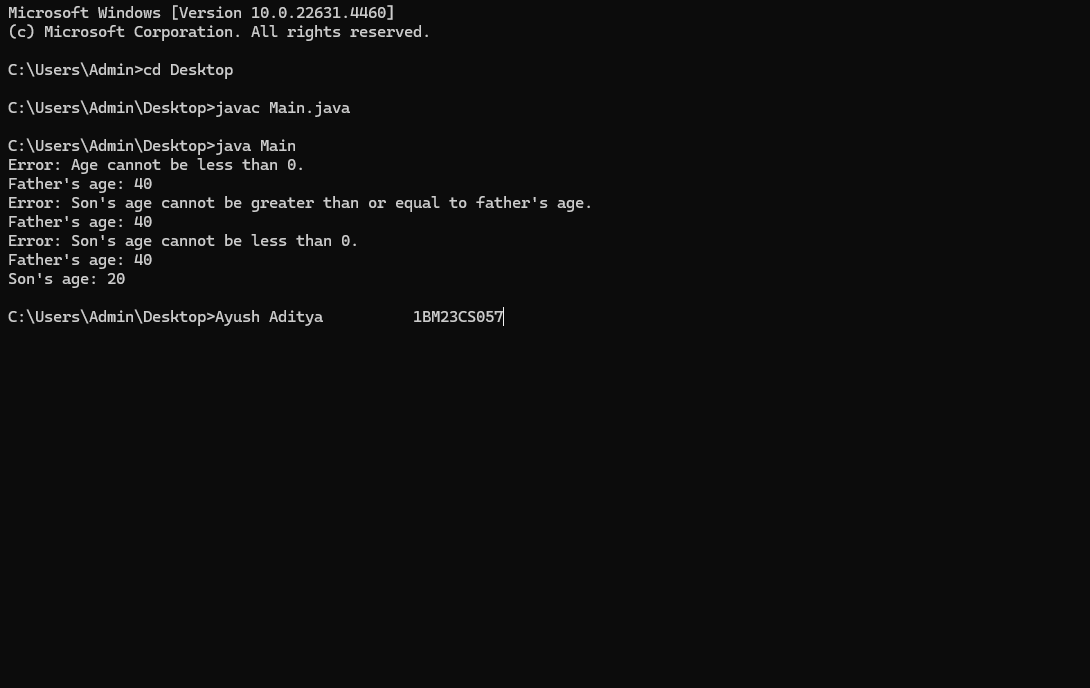 Microsoft Windows [Version 10.0.22631.4460]
(c) Microsoft Corporation. All rights reserved.
C:\Users\Admin>cd Desktop
C:\Users\Admin\Desktop>javac Main.java
C:\Users\Admin\Desktop>java Main
Error: Age cannot be less than 0.
Father's age: 40
Error: Son's age cannot be greater than or equal to father's age.
Father's age: 40
Error: Son's age cannot be less than 0.
Father's age: 40
Son's age: 20
C:\Users\Admin\Desktop>Ayush Aditya          1BM23CS057